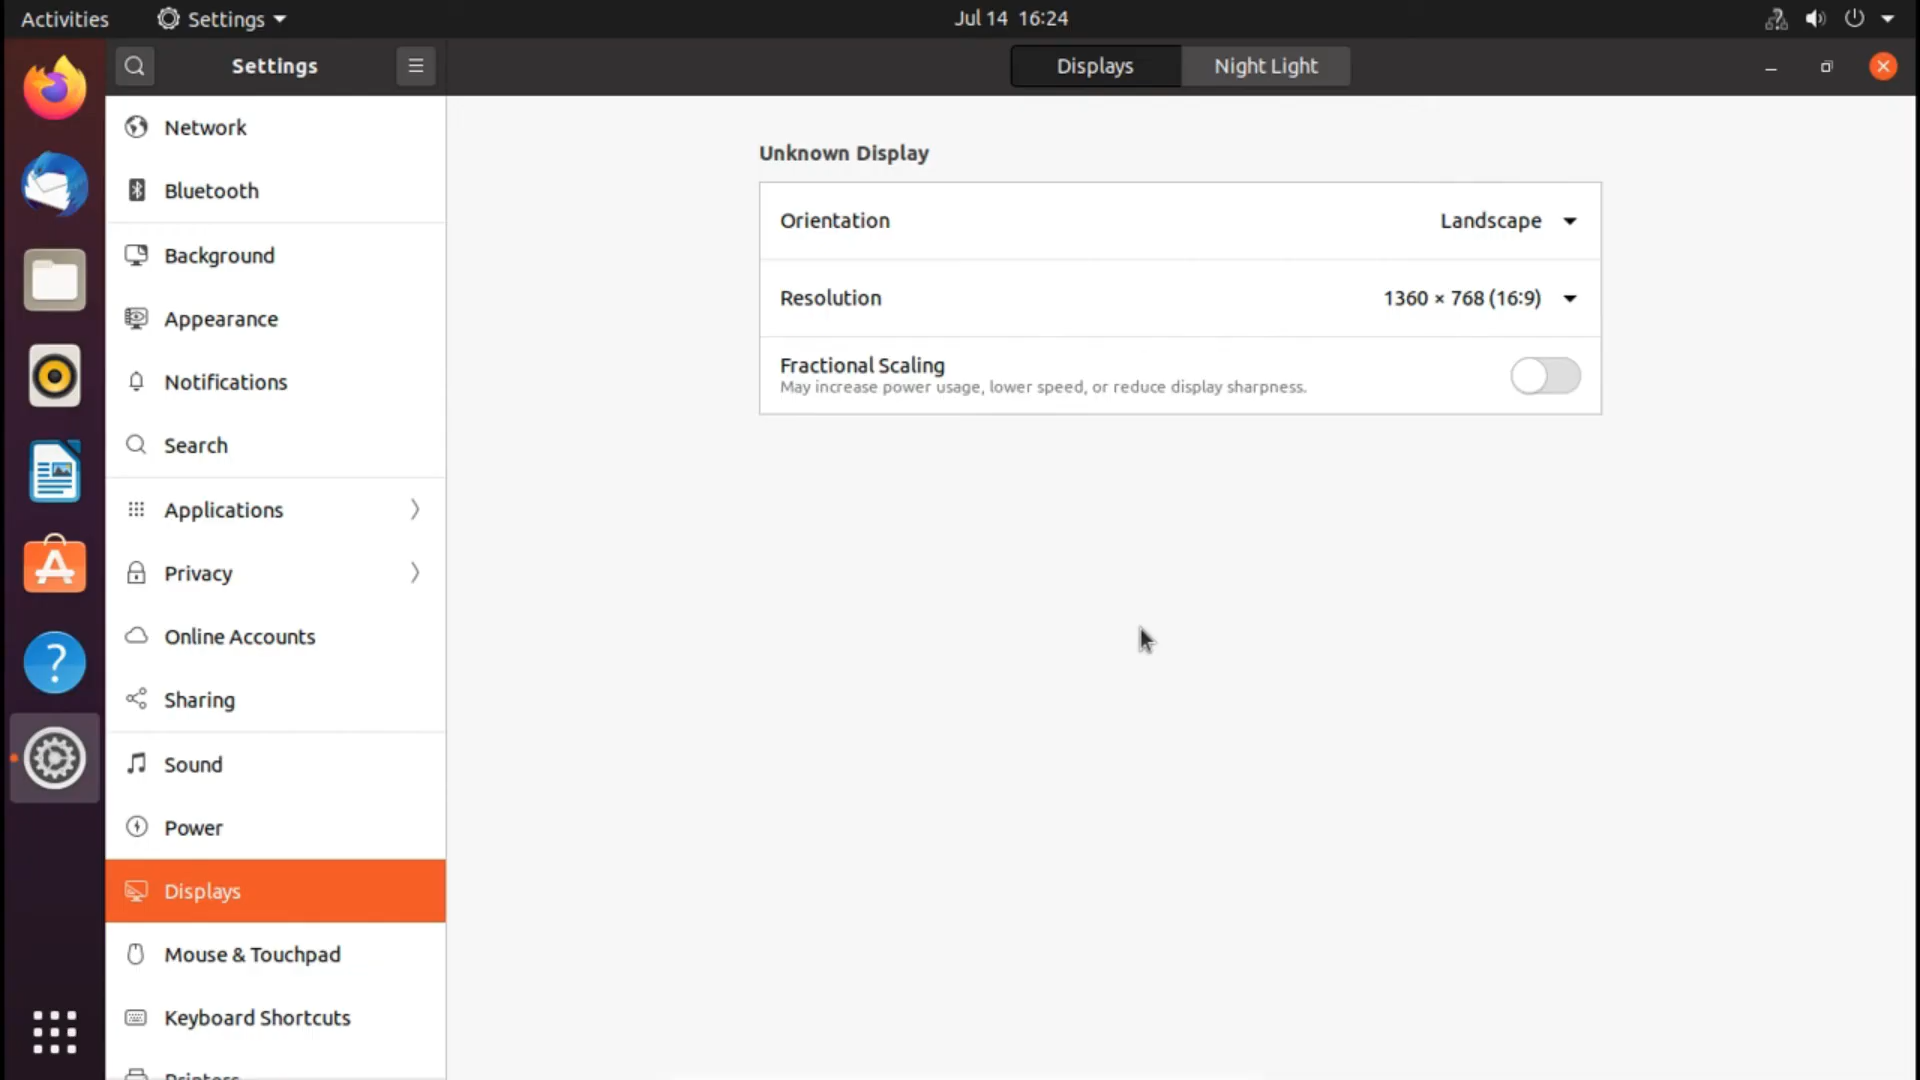 Activities
Settings
Jul 14 16:24
Settings
Displays
Night Light
Network
Bluetooth
Background
Appearance
Notifications
Search
Applications
Privacy
Online Accounts
Sharing
Sound
Power
Displays
Mouse & Touchpad
Keyboard Shortcuts
Printers
Unknown Display
Orientation
Landscape
Resolution
1360 × 768 (16:9)
Fractional Scaling
May increase power usage, lower speed, or reduce display sharpness.